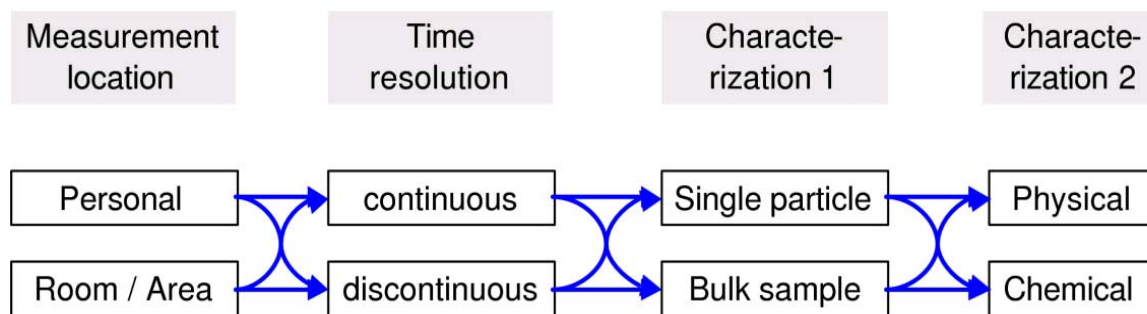 Measurement
location
Time
resolution
Characte-
rization 1
Characte-
rization 2
Personal
continuous
Single particle
Physical
Room / Area
discontinuous
Bulk sample
Chemical